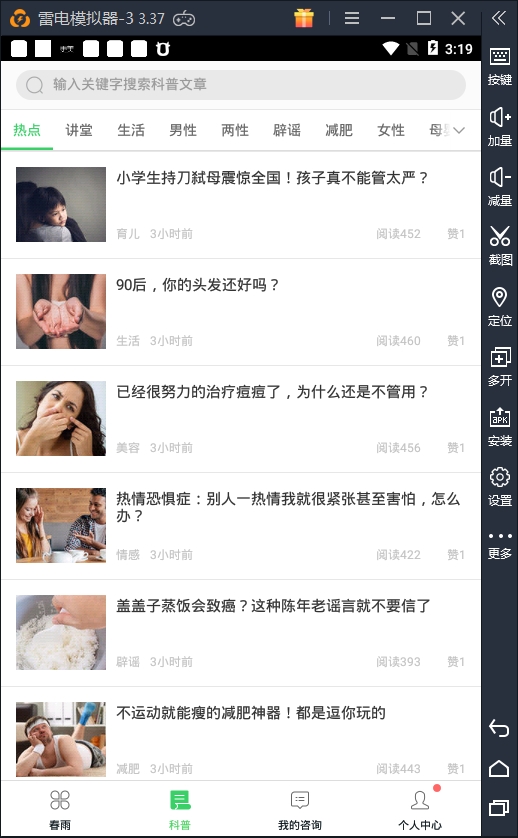 雷电模拟器-3 3.37
3:19
输入关键字搜索科普文章
热点 讲堂 生活 男性 两性 辟谣 减肥 女性
小学生持刀弑母震惊全国！孩子真不能管太严？
育儿 3小时前 阅读452 赞1
90后，你的头发还好吗？
生活 3小时前 阅读460 赞1
已经很努力的治疗痘痘了，为什么还是不管用？
美容 3小时前 阅读456 赞1
热情恐惧症：别人一热情我就很紧张甚至害怕，怎么
办？
情感 3小时前 阅读422 赞1
盖盖子蒸饭会致癌？这种陈年老谣言就不要信了
辟谣 3小时前 阅读393 赞1
不运动就能瘦的减肥神器！都是逗你玩的
减肥 3小时前 阅读443 赞1
春雨 科普 我的咨询 个人中心
按键
加量
减量
截图
定位
多开
APK
安装
设置
更多